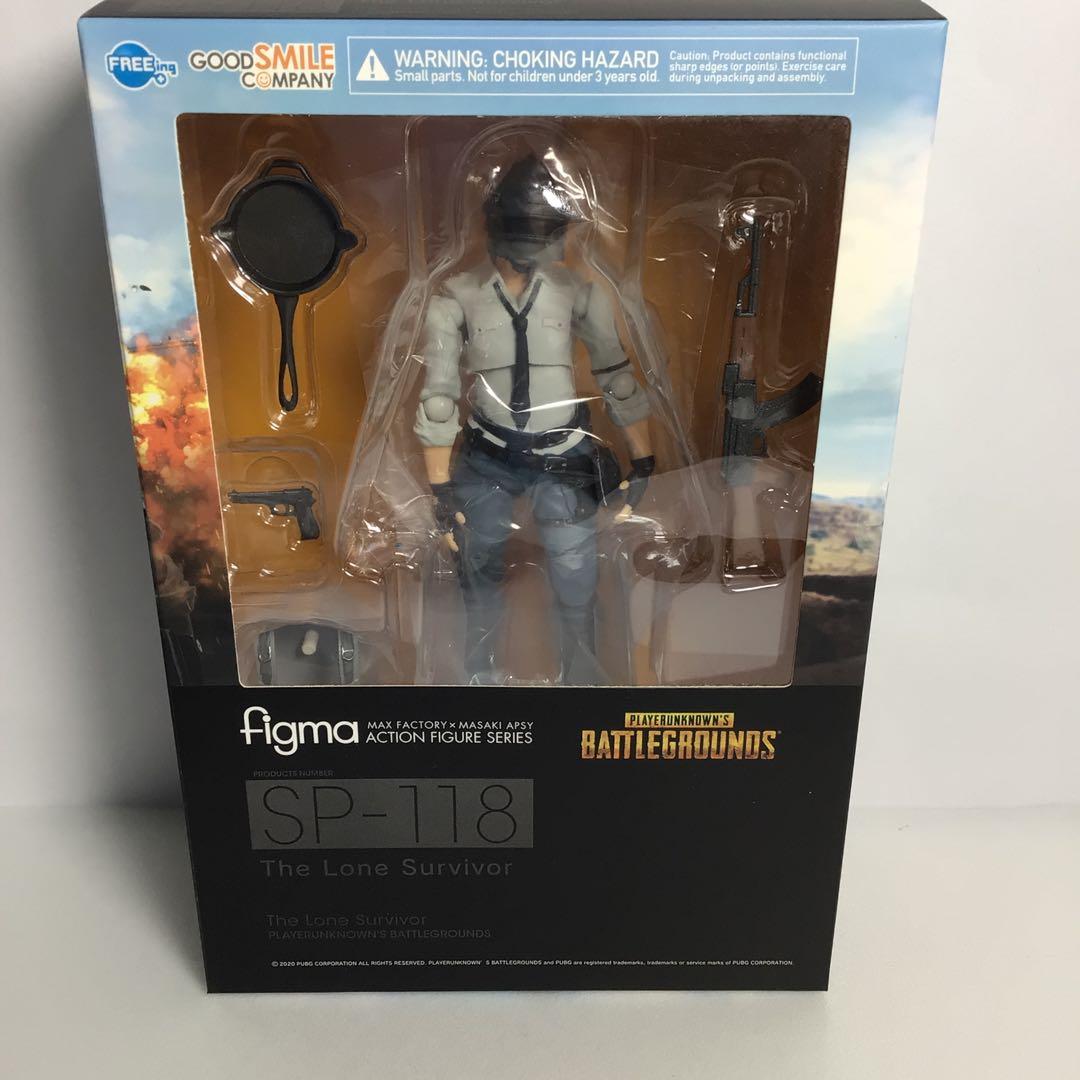 FREEing
GOOD SMILE
COMPANY
WARNING: CHOKING HAZARD
Small parts. Not for children under 3 years old.
Caution: Product contains functional
sharp edges (or points). Exercise care
during unpacking and assembly.
figma
MAX FACTORY × MASAKI APSY
ACTION FIGURE SERIES
PLAYERUNKNOWN'S
BATTLEGROUNDS
PRODUCTS NUMBER
SP-118
The Lone Survivor
The Lone Survivor
PLAYERUNKNOWN'S BATTLEGROUNDS
© 2020 PUBG CORPORATION ALL RIGHTS RESERVED. PLAYERUNKNOWN' S BATTLEGROUNDS and PUBG are registered trademarks, trademarks or service marks of PUBG CORPORATION.